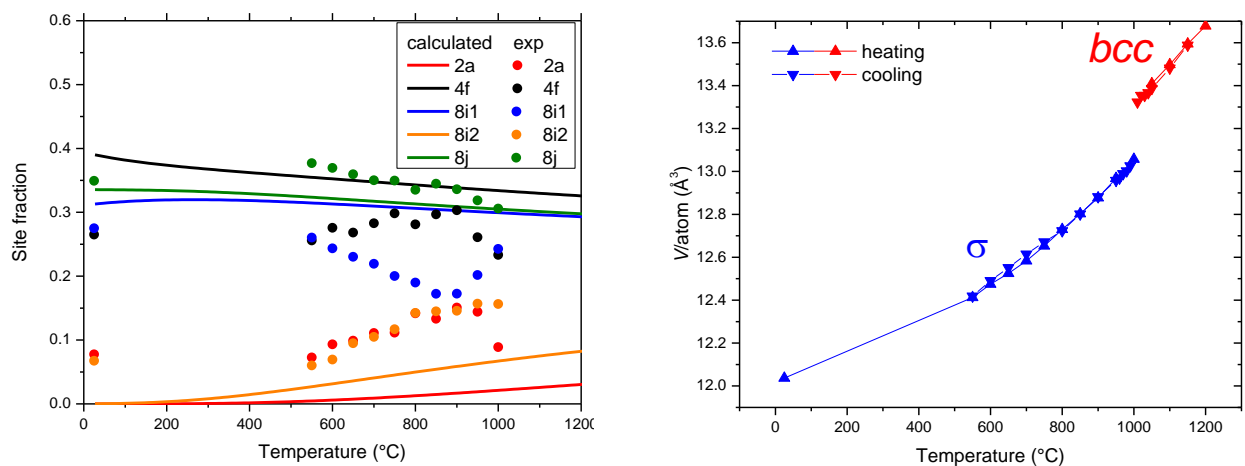 0.6
0.5
0.4
0.3
0.2
0.1
0.0
Site fraction
calculated exp
2a 2a
4f 4f
8i1 8i1
8i2 8i2
8j 8j
0 200 400 600 800 1000 1200
Temperature (°C)
13.6
13.4
13.2
13.0
12.8
12.6
12.4
12.2
12.0
V/atom (Å³)
heating
cooling
bcc
σ
0 200 400 600 800 1000 1200
Temperature (°C)